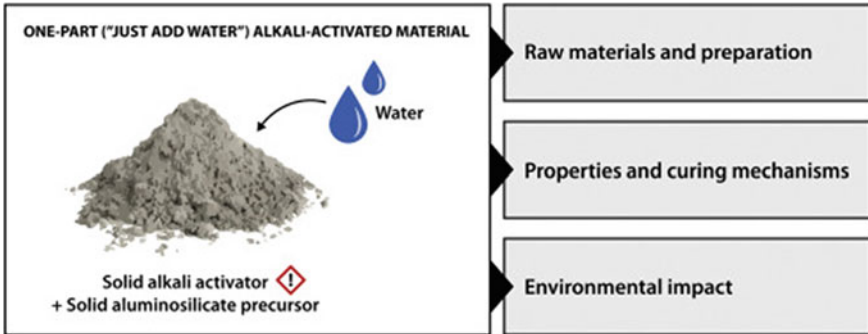 ONE-PART ("JUST ADD WATER") ALKALI-ACTIVATED MATERIAL
Water
Solid alkali activator !
+ Solid aluminosilicate precursor
Raw materials and preparation
Properties and curing mechanisms
Environmental impact